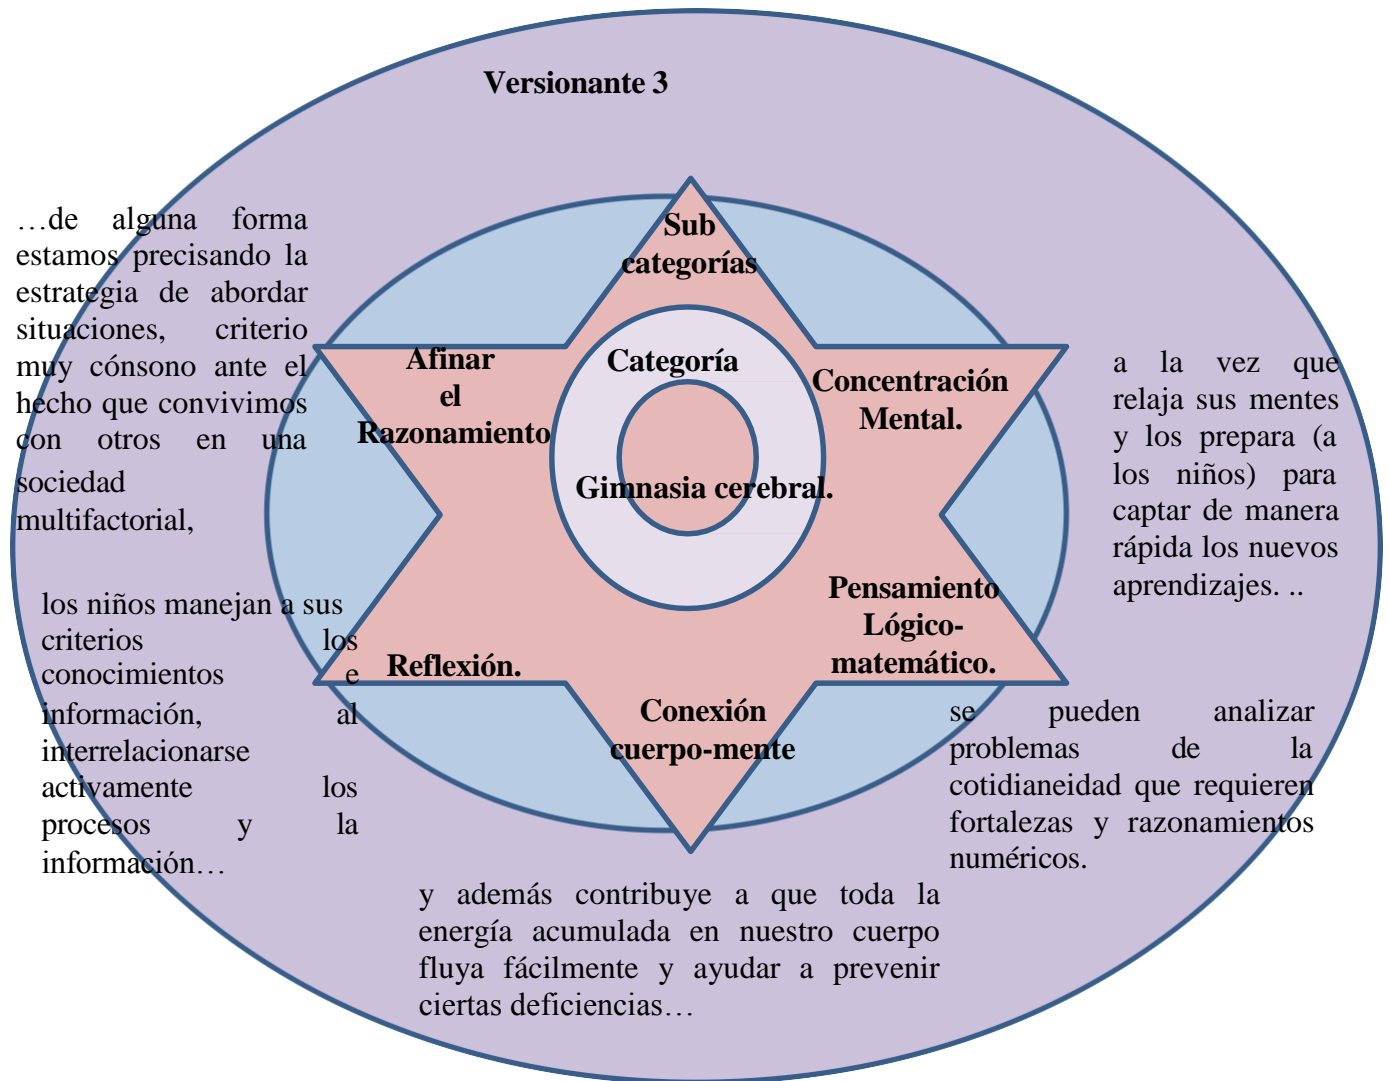 Versionante 3
…de alguna forma
estamos precisando la
estrategia de abordar
situaciones, criterio
muy cónsono ante el
hecho que convivimos
con otros en una
sociedad
multifactorial,
Sub
categorías
Afinar
el
Razonamiento
Categoría
Gimnasia cerebral.
Concentración
Mental.
a la vez que
relaja sus mentes
y los prepara (a
los niños) para
captar de manera
rápida los nuevos
aprendizajes. ..
los niños manejan a sus
criterios los
conocimientos e
información, al
interrelacionarse
activamente los
procesos y la
información…
Reflexión.
Pensamiento
Lógico-
matemático.
Conexión
cuerpo-mente
se pueden analizar
problemas de la
cotidianeidad que requieren
fortalezas y razonamientos
numéricos.
y además contribuye a que toda la
energía acumulada en nuestro cuerpo
fluya fácilmente y ayudar a prevenir
ciertas deficiencias…